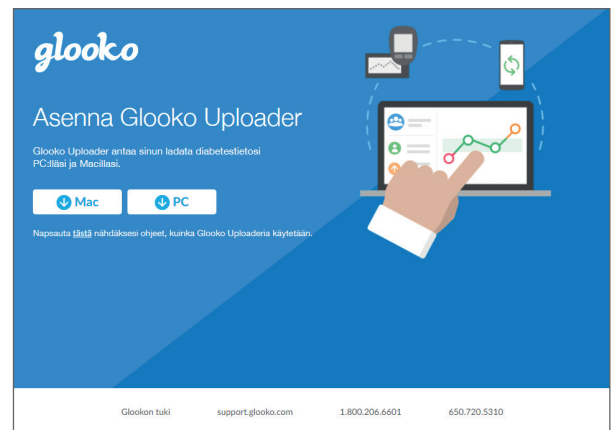 glooko
Asenna Glooko Uploader
Glooko Uploader antaa sinun ladata diabetestietosi
PC:lläsi ja Macillasi.
Mac PC
Napsauta tästä nähdäksesi ohjeet, kuinka Glooko Uploaderia käytetään.
Glookon tuki support.glooko.com 1.800.206.6601 650.720.5310